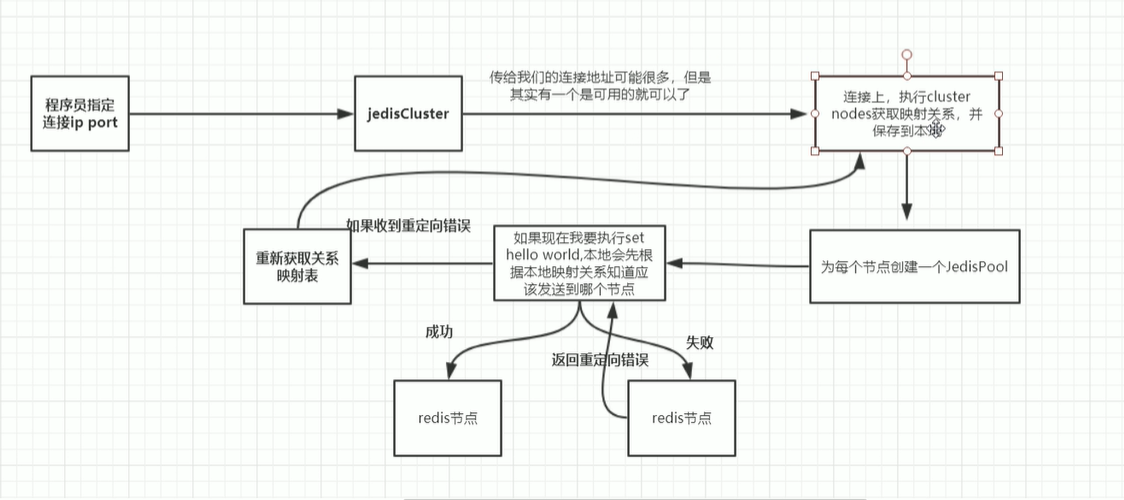 程序员指定
连接ip port
jedisCluster
传给我们的连接地址可能很多，但是
其实有一个是可用的就可以了
连接上，执行cluster
nodes获取映射关系，并
保存到本地
如果收到重定向错误
重新获取关系
映射表
如果现在我要执行set
hello world,本地会先根
据本地映射关系知道应
该发送到哪个节点
为每个节点创建一个JedisPool
成功
失败
返回重定向错误
redis节点
redis节点